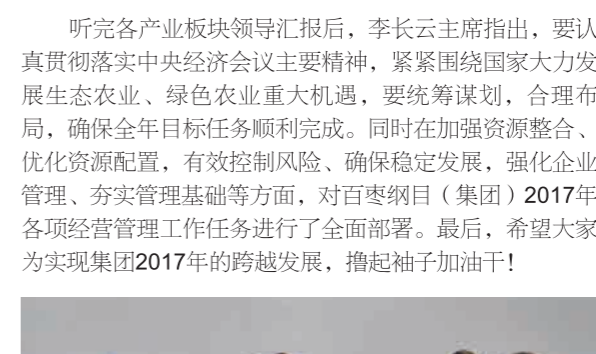 听完各产业板块领导汇报后，李长云主席指出，要认
真贯彻落实中央经济会议主要精神，紧紧围绕国家大力发
展生态农业、绿色农业重大机遇，要统筹谋划，合理布
局，确保全年目标任务顺利完成。同时在加强资源整合、
优化资源配置，有效控制风险、确保稳定发展，强化企业
管理、夯实管理基础等方面，对百枣纲目（集团）2017年
各项经营管理工作任务进行了全面部署。最后，希望大家
为实现集团2017年的跨越发展，撸起袖子加油干！